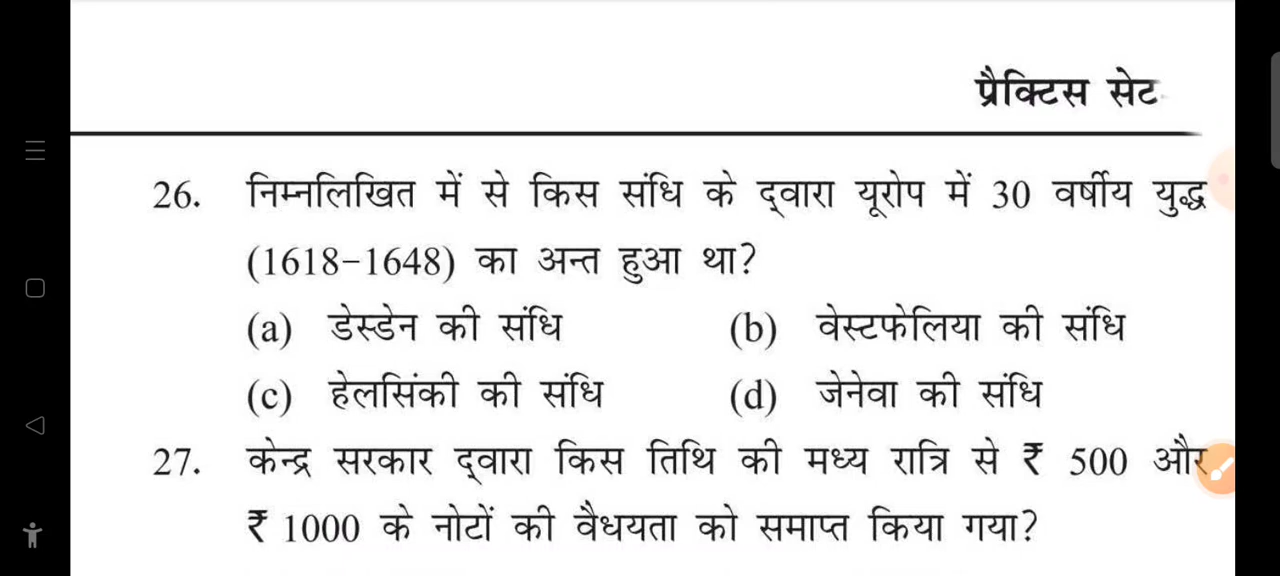 प्रैक्टिस सेट
26. निम्नलिखित में से किस संधि के द्वारा यूरोप में 30 वर्षीय युद्ध
(1618-1648) का अन्त हुआ था?
(a) डेस्डेन की संधि (b) वेस्टफेलिया की संधि
(c) हेलसिंकी की संधि (d) जेनेवा की संधि
27. केन्द्र सरकार द्वारा किस तिथि की मध्य रात्रि से ₹ 500 और
₹ 1000 के नोटों की वैधयता को समाप्त किया गया?